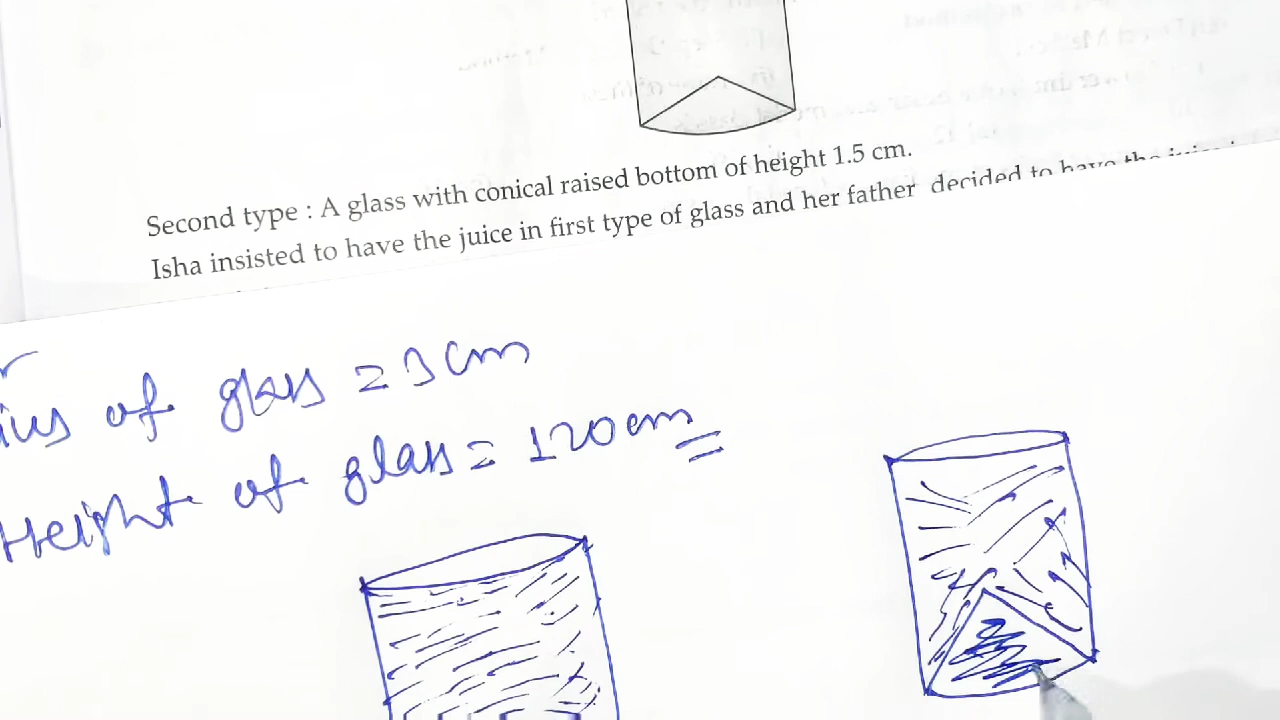 Second type : A glass with conical raised bottom of height 1.5 cm.
Isha insisted to have the juice in first type of glass and her father decided to have the
ius of glass = 3 cm
Height of glass = 120 cm